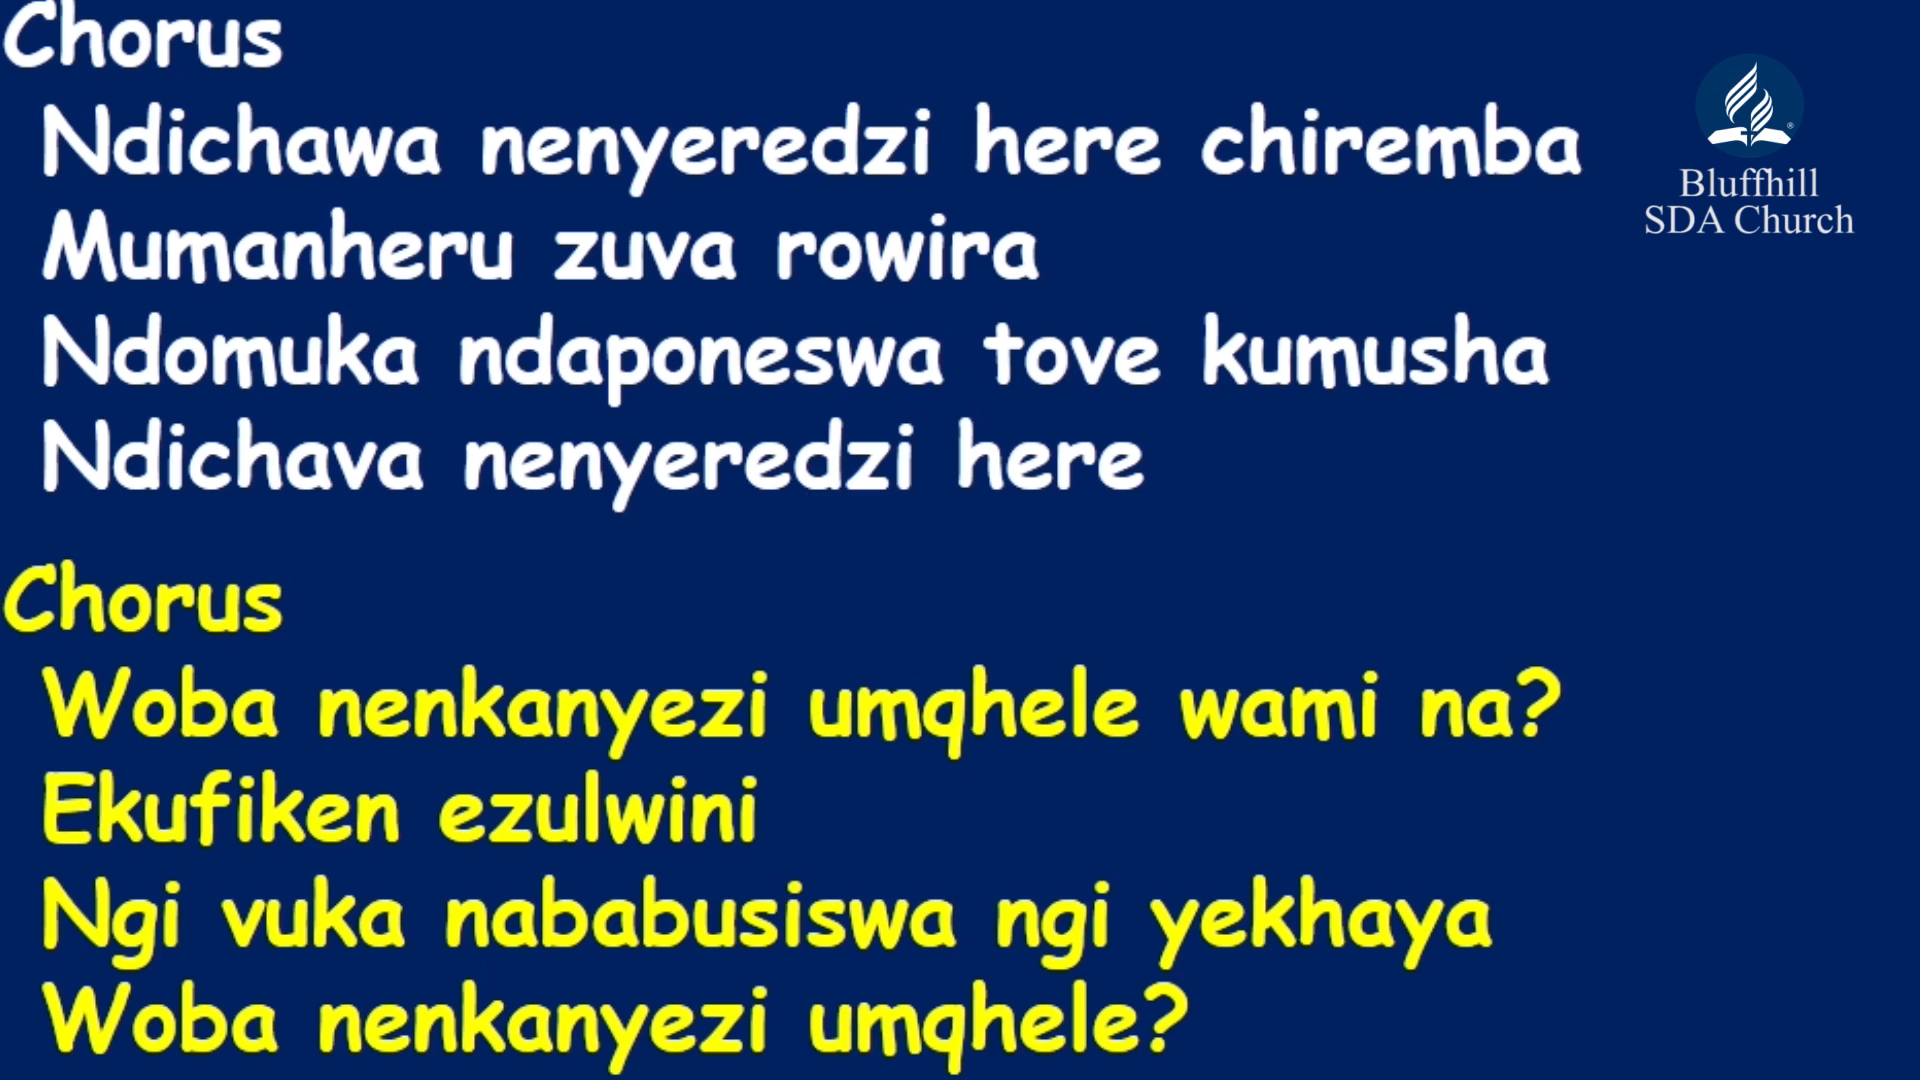 Chorus
Ndichawa nenyeredzi here chiremba
Mumanheru zuva rowira
Ndomuka ndaponeswa tove kumusha
Ndichava nenyeredzi here
Chorus
Woba nenkanyezi umqhele wami na?
Ekufiken ezulwini
Ngi vuka nababusiswa ngi yekhaya
Woba nenkanyezi umqhele?
Bluffhill
SDA Church